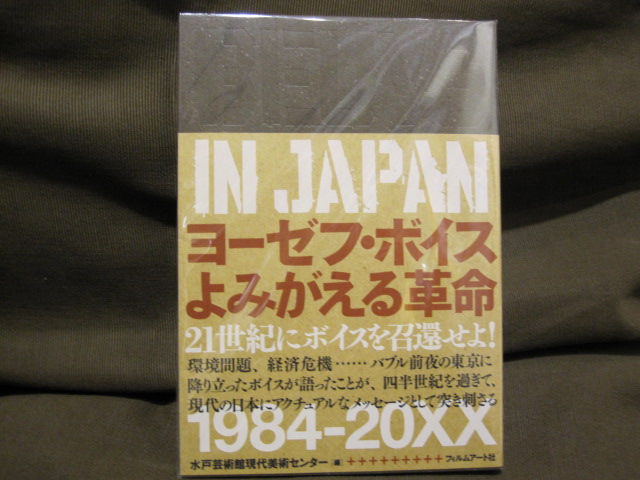 IN JAPAN
ヨーゼフ・ボイス
よみがえる革命
21世紀にボイスを召還せよ!
環境問題、経済危機……バブル前夜の東京に
降り立ったボイスが語ったことが、四半世紀を過ぎて、
現代の日本にアクチュアルなメッセージとして突き刺さる
1984-20XX
水戸芸術館現代美術センター[編] +++++++++ フィルムアート社